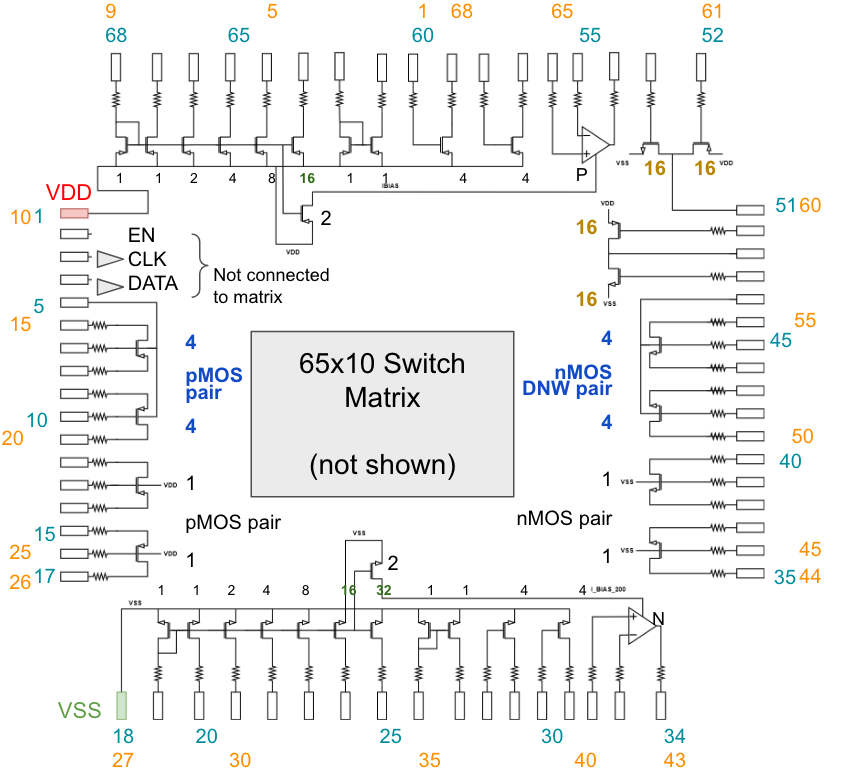 9 5 1 68 65 61
68 65 60 55 52
P
VSS 16 16 VDD
1 1 2 4 8 16 1 1 4 4
IBIAS
VDD
10 1
2
VDD
51 60
VDD
16
16
VSS
EN
CLK
DATA
Not connected
to matrix
5
15
4
pMOS
pair
4
10
20
1
VDD
pMOS pair
15
25
VDD
1
26 17
65x10 Switch
Matrix
(not shown)
4
nMOS
DNW pair
4
55
45
50
40
1
VSS
nMOS pair
1
VSS
45
35 44
VSS
2
1 1 2 4 8 16 32 1 1 4 4
I_BIAS_200
VSS
N
VSS
18 20 25 30 34
27 30 35 40 43